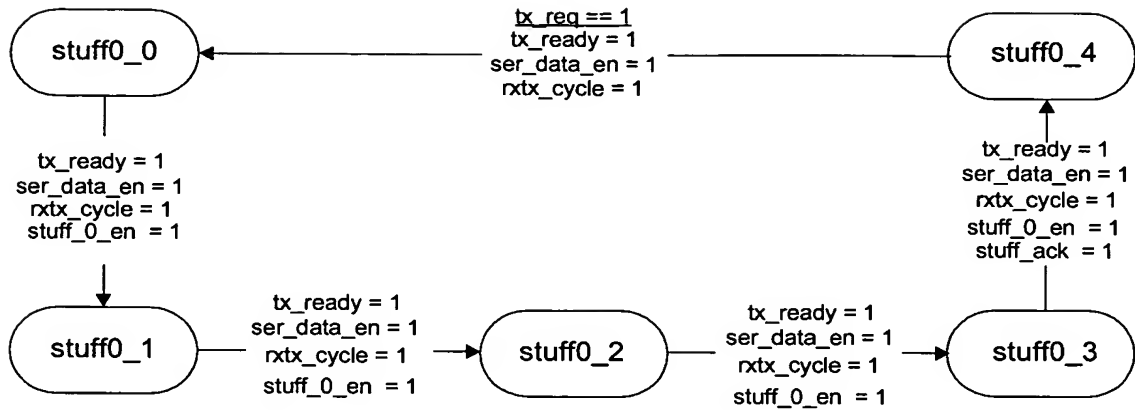 stuff0_0
tx_req == 1
tx_ready = 1
ser_data_en = 1
rxtx_cycle = 1
stuff0_4
tx_ready = 1
ser_data_en = 1
rxtx_cycle = 1
stuff_0_en = 1
tx_ready = 1
ser_data_en = 1
rxtx_cycle = 1
stuff_0_en = 1
stuff_ack = 1
stuff0_1
tx_ready = 1
ser_data_en = 1
rxtx_cycle = 1
stuff_0_en = 1
stuff0_2
tx_ready = 1
ser_data_en = 1
rxtx_cycle = 1
stuff_0_en = 1
stuff0_3